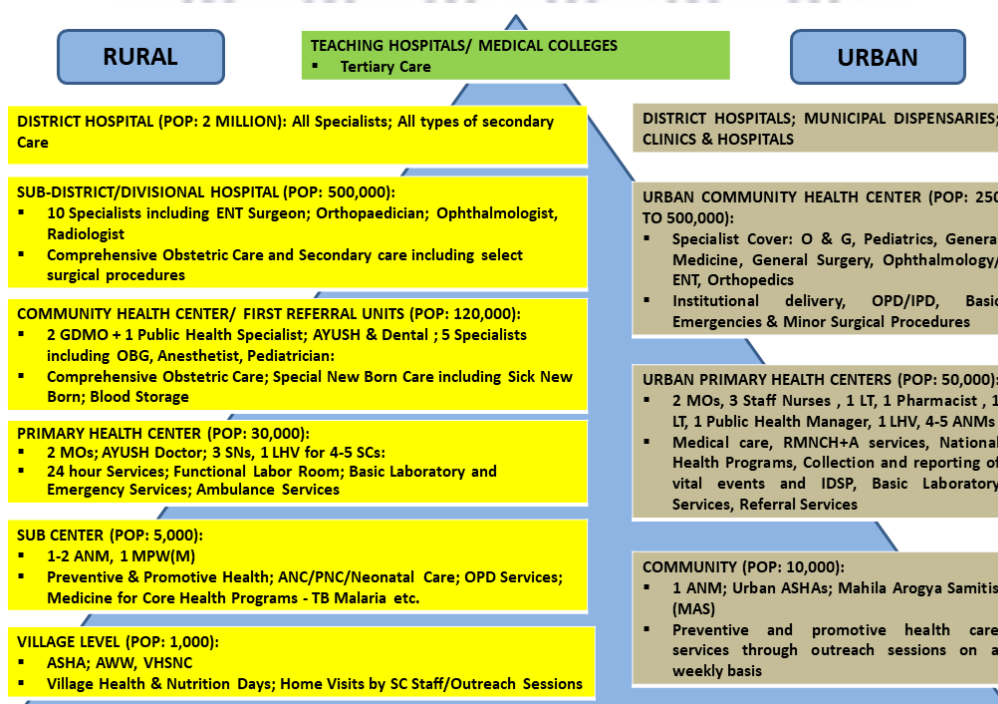 RURAL
TEACHING HOSPITALS/ MEDICAL COLLEGES
▪ Tertiary Care
URBAN
DISTRICT HOSPITAL (POP: 2 MILLION): All Specialists; All types of secondary
Care
SUB-DISTRICT/DIVISIONAL HOSPITAL (POP: 500,000):
▪ 10 Specialists including ENT Surgeon; Orthopaedician; Ophthalmologist,
Radiologist
▪ Comprehensive Obstetric Care and Secondary care including select
surgical procedures
COMMUNITY HEALTH CENTER/ FIRST REFERRAL UNITS (POP: 120,000):
▪ 2 GDMO + 1 Public Health Specialist; AYUSH & Dental ; 5 Specialists
including OBG, Anesthetist, Pediatrician:
▪ Comprehensive Obstetric Care; Special New Born Care including Sick New
Born; Blood Storage
PRIMARY HEALTH CENTER (POP: 30,000):
▪ 2 MOs; AYUSH Doctor; 3 SNs, 1 LHV for 4-5 SCs:
▪ 24 hour Services; Functional Labor Room; Basic Laboratory and
Emergency Services; Ambulance Services
SUB CENTER (POP: 5,000):
▪ 1-2 ANM, 1 MPW(M)
▪ Preventive & Promotive Health; ANC/PNC/Neonatal Care; OPD Services;
Medicine for Core Health Programs - TB Malaria etc.
VILLAGE LEVEL (POP: 1,000):
▪ ASHA; AWW, VHSNC
▪ Village Health & Nutrition Days; Home Visits by SC Staff/Outreach Sessions
DISTRICT HOSPITALS; MUNICIPAL DISPENSARIES;
CLINICS & HOSPITALS
URBAN COMMUNITY HEALTH CENTER (POP: 250
TO 500,000):
▪ Specialist Cover: O & G, Pediatrics, General
Medicine, General Surgery, Ophthalmology/
ENT, Orthopedics
▪ Institutional delivery, OPD/IPD, Basic
Emergencies & Minor Surgical Procedures
URBAN PRIMARY HEALTH CENTERS (POP: 50,000):
▪ 2 MOs, 3 Staff Nurses , 1 LT, 1 Pharmacist , 1
LT, 1 Public Health Manager, 1 LHV, 4-5 ANMs
▪ Medical care, RMNCH+A services, National
Health Programs, Collection and reporting of
vital events and IDSP, Basic Laboratory
Services, Referral Services
COMMUNITY (POP: 10,000):
▪ 1 ANM; Urban ASHAs; Mahila Arogya Samitis
(MAS)
▪ Preventive and promotive health care
services through outreach sessions on a
weekly basis